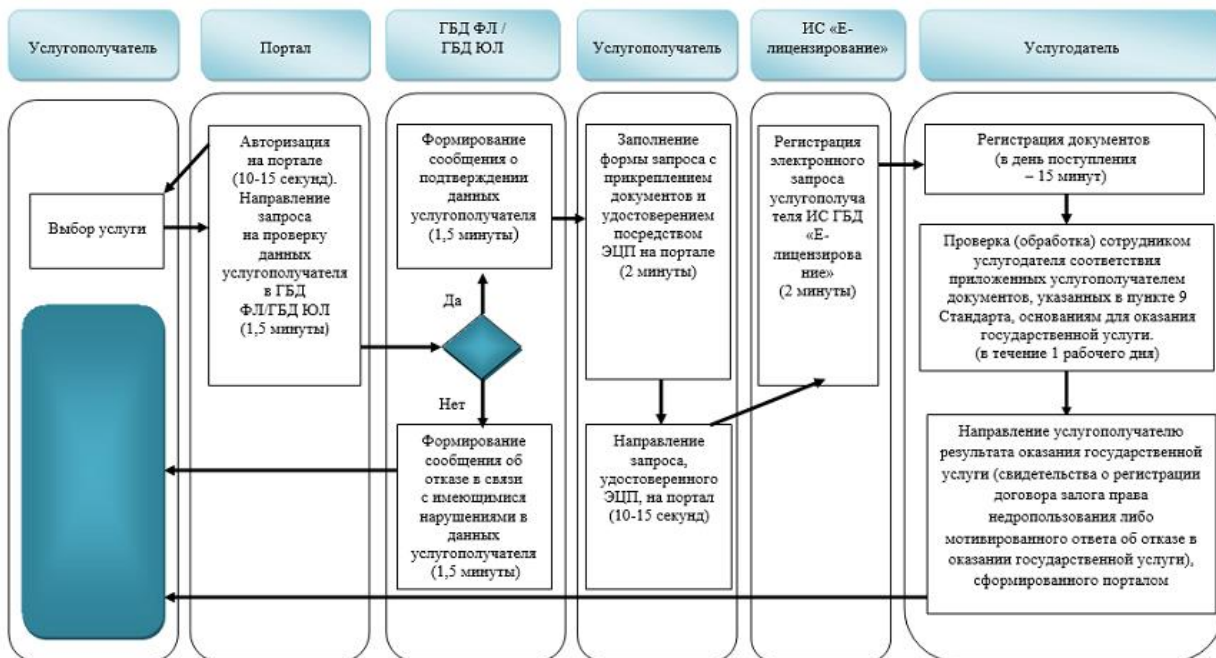 Услугополучатель
Портал
ГБД ФЛ /
ГБД ЮЛ
Услугополучатель
ИС «Е-
лицензирование»
Услугодатель
Выбор услуги
Авторизация
на портале
(10-15 секунд).
Направление
запроса
на проверку
данных
услугополучателя
в ГБД
ФЛ/ГБД ЮЛ
(1,5 минуты)
Формирование
сообщения о
подтверждении
данных
услугополучателя
(1,5 минуты)
Да
Нет
Формирование
сообщения об
отказе в связи
с имеющимися
нарушениями в
данных
услугополучателя
(1,5 минуты)
Заполнение
формы запроса с
прикреплением
документов и
удостоверением
посредством
ЭЦП на портале
(2 минуты)
Направление
запроса,
удостоверенного
ЭЦП, на портал
(10-15 секунд)
Регистрация
электронного
запроса
услугополуча
теля ИС ГБД
«Е-
лицензирова
ние»
(2 минуты)
Регистрация документов
(в день поступления
– 15 минут)
Проверка (обработка) сотрудником
услугодателя соответствия
приложенных услугополучателем
документов, указанных в пункте 9
Стандарта, основаниям для оказания
государственной услуги.
(в течение 1 рабочего дня)
Направление услугополучателю
результата оказания государственной
услуги (свидетельства о регистрации
договора залога права
недропользования либо
мотивированного ответа об отказе в
оказании государственной услуги),
сформированного порталом